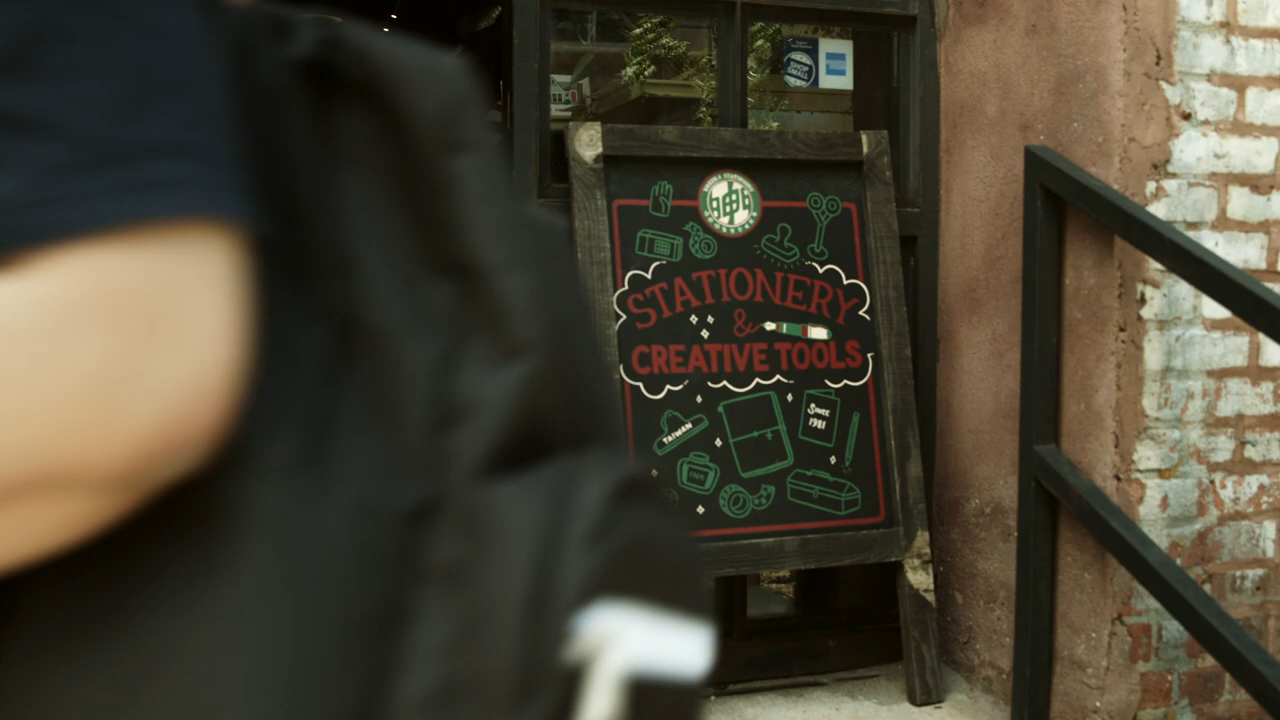 SHOP
SMALL
STATIONERY
&
CREATIVE TOOLS
SINCE
1981
TAIWAN